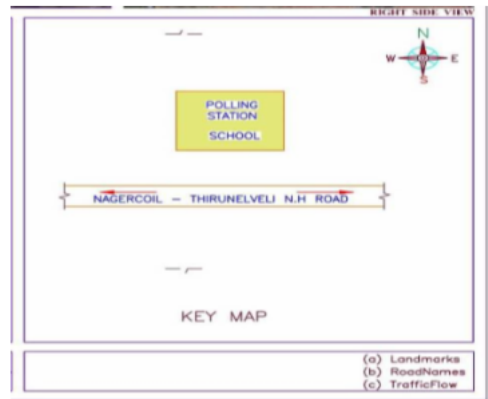 RIGHT SIDE VIEW
N
W E
S
POLLING
STATION
SCHOOL
NAGERCOIL - THIRUNELVELI N.H ROAD
KEY MAP
(a) Landmarks
(b) RoadNames
(c) TrafficFlow